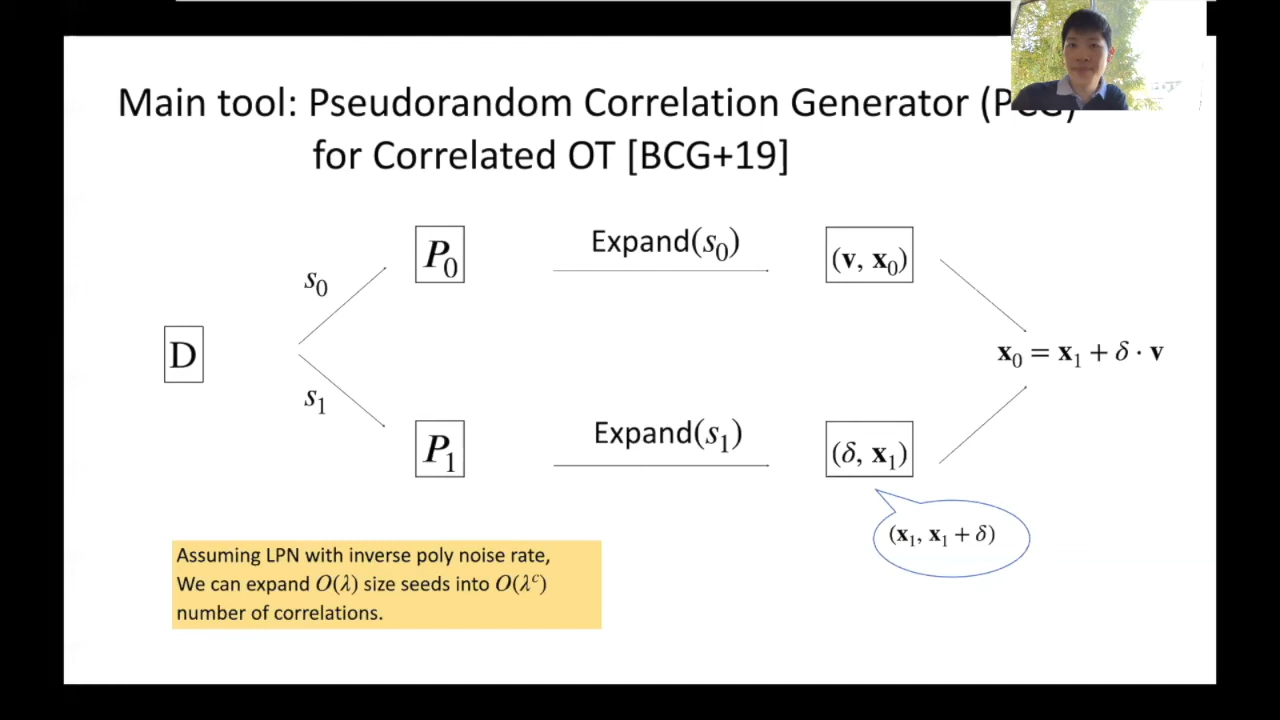 Main tool: Pseudorandom Correlation Generator (PCG)
for Correlated OT [BCG+19]
s₀
P₀
Expand(s₀)
(v, x₀)
D
x₀ = x₁ + δ · v
s₁
P₁
Expand(s₁)
(δ, x₁)
(x₁, x₁ + δ)
Assuming LPN with inverse poly noise rate,
We can expand O(λ) size seeds into O(λᶜ)
number of correlations.